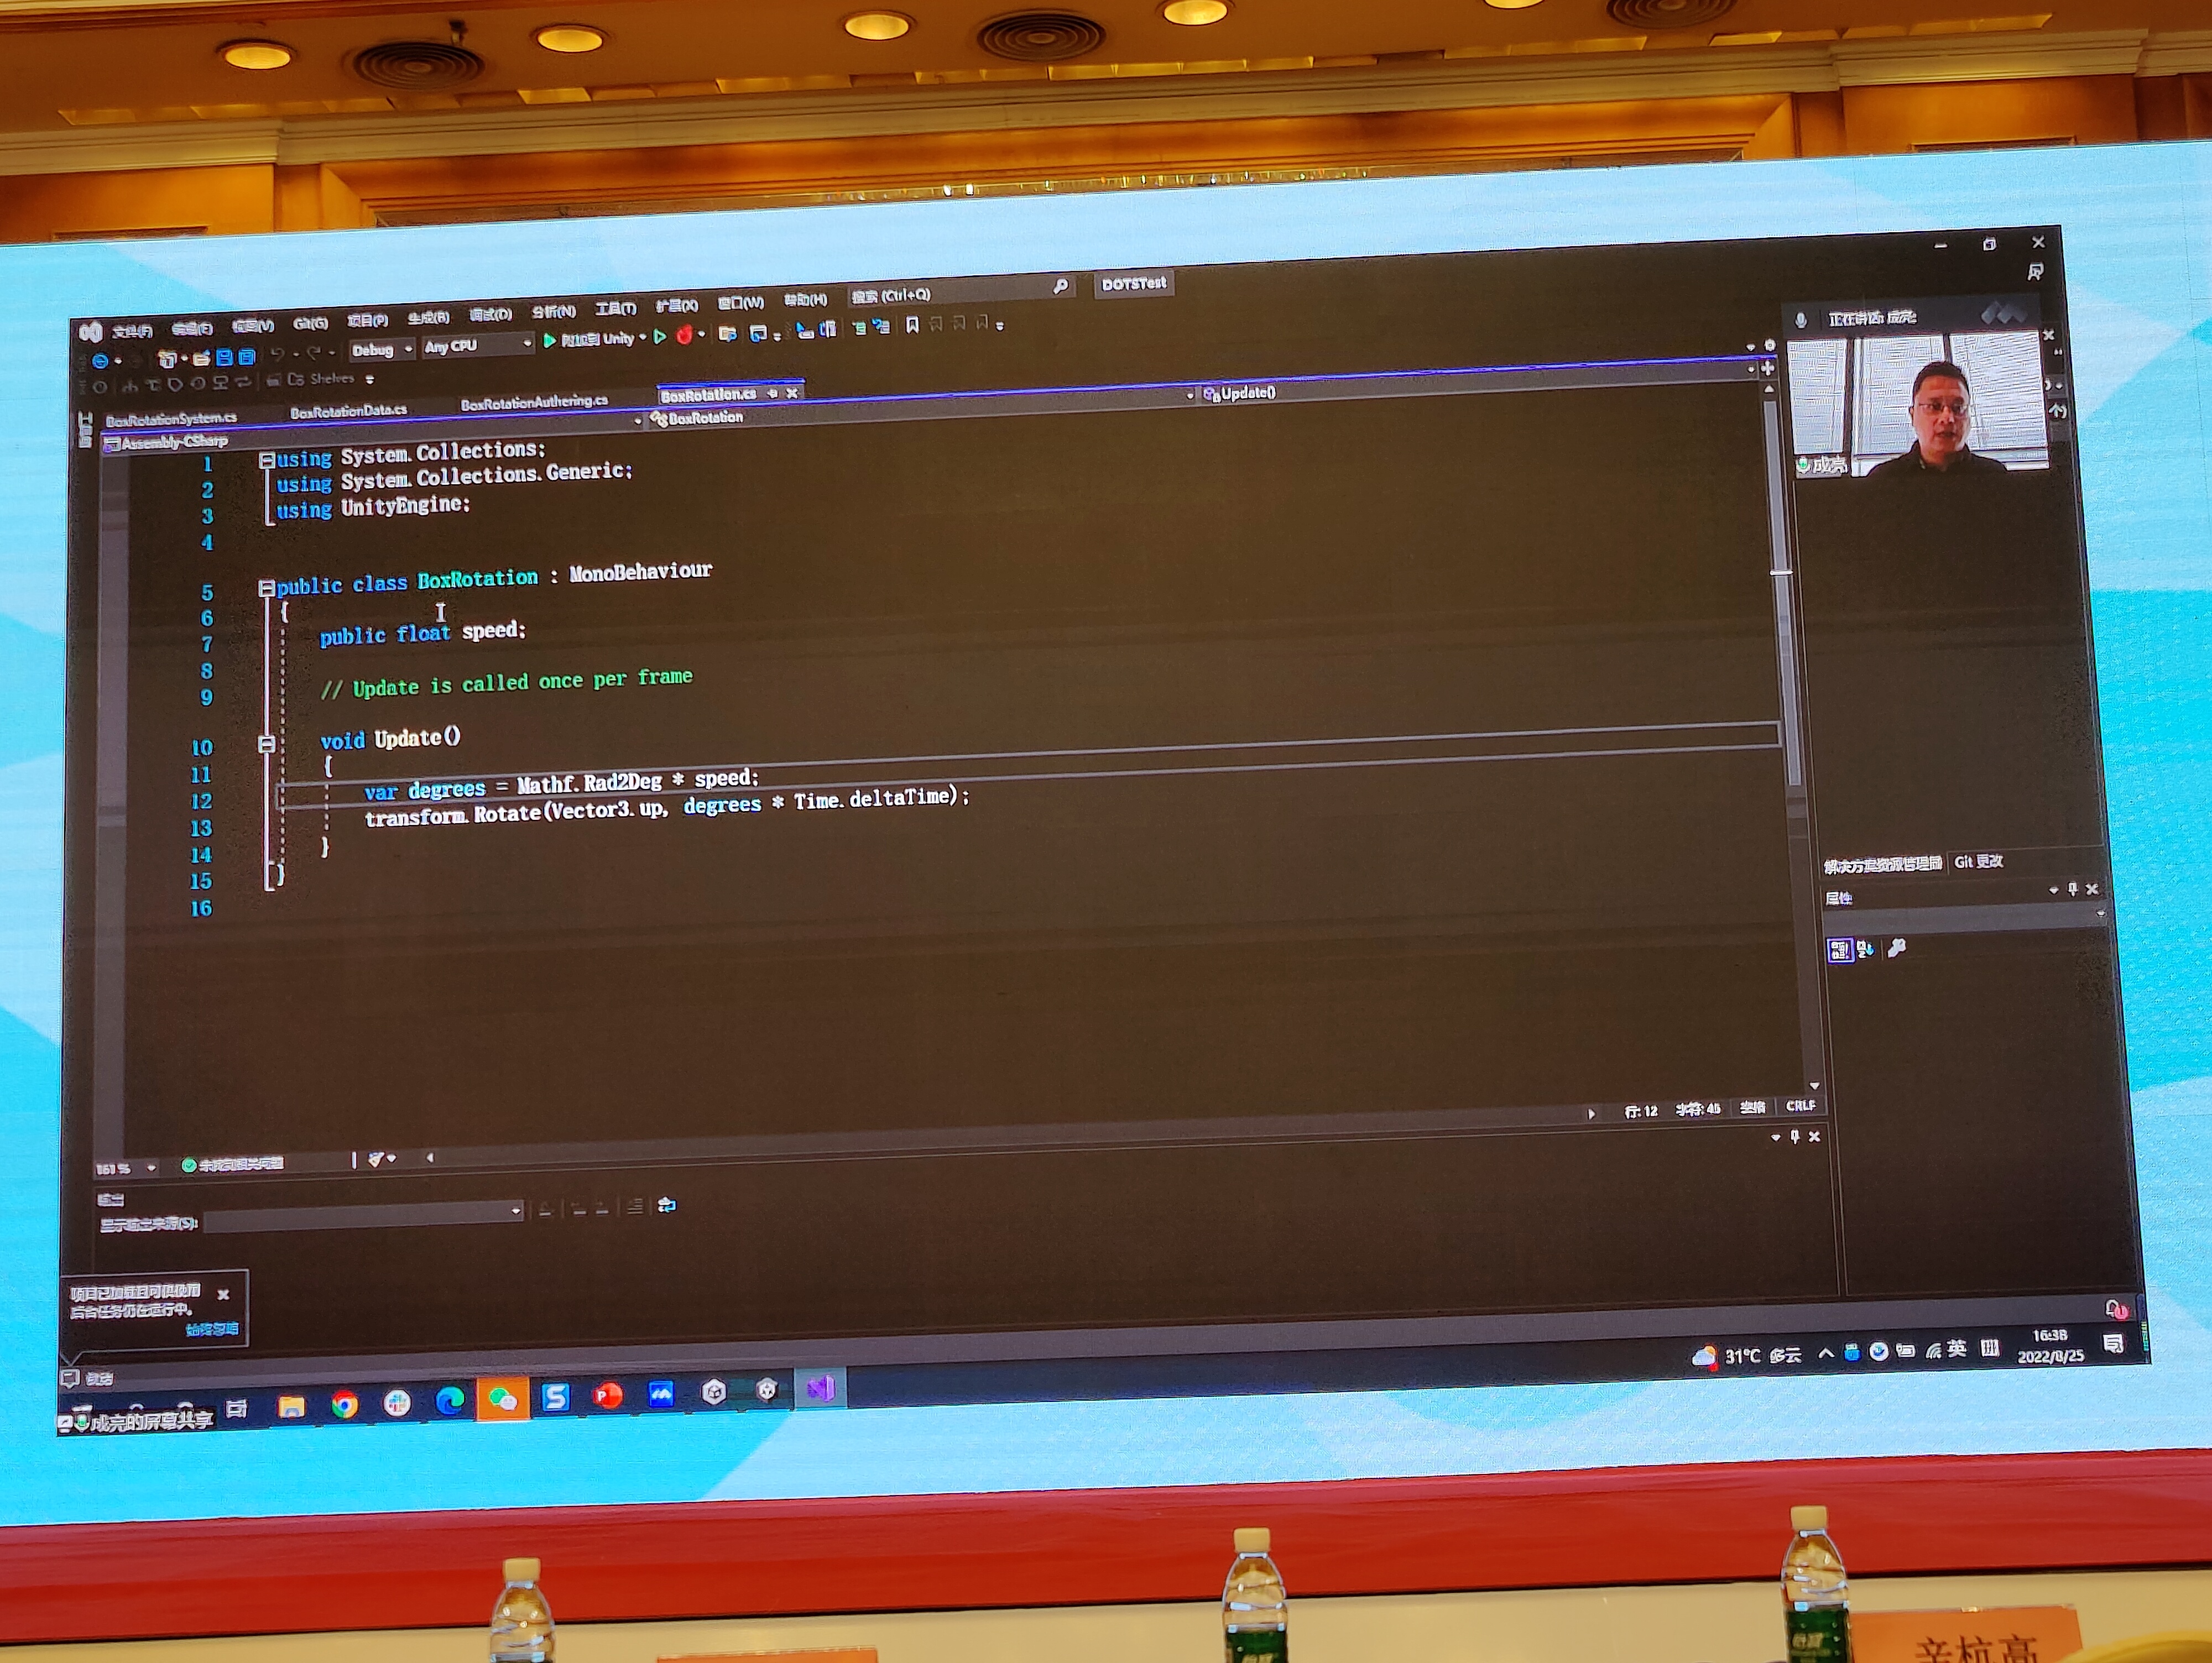 文件(F) 编辑(E) 视图(V) Git(G) 项目(P) 生成(B) 调试(D) 分析(N) 工具(T) 扩展(X) 窗口(W) 帮助(H) 搜索 (Ctrl+Q) DOTSTest
Debug Any CPU 附加到 Unity
Shelves
正在讲话: 成亮;
BoxRotationSystem.cs BoxRotationData.cs BoxRotationAuthering.cs BoxRotation.cs
Assembly-CSharp BoxRotation Update()
成亮
1 using System.Collections;
2 using System.Collections.Generic;
3 using UnityEngine;
4
5 public class BoxRotation : MonoBehaviour
6 {
7 public float speed;
8
9 // Update is called once per frame
10 void Update()
11 {
12 var degrees = Mathf.Rad2Deg * speed;
13 transform.Rotate(Vector3.up, degrees * Time.deltaTime);
14 }
15 }
16
解决方案资源管理器 Git 更改
属性
161 % 未找到相关问题 行: 12 字符: 45 空格 CRLF
输出
显示输出来源(S):
项目已加载且可供使用
后台任务仍在运行中。
始终忽略
就绪
31°C 多云 英 拼 16:38
2022/8/25
成亮的屏幕共享
怡宝
怡宝
辛杭高